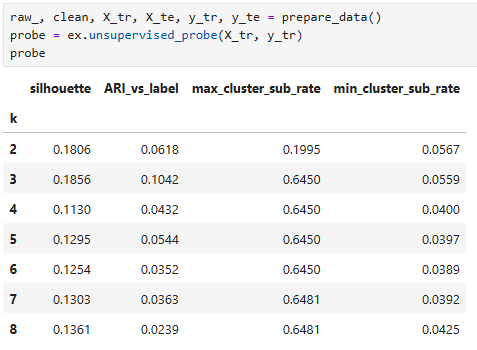 raw_, clean, X_tr, X_te, y_tr, y_te = prepare_data()
probe = ex.unsupervised_probe(X_tr, y_tr)
probe
silhouette ARI_vs_label max_cluster_sub_rate min_cluster_sub_rate
k
2 0.1806 0.0618 0.1995 0.0567
3 0.1856 0.1042 0.6450 0.0559
4 0.1130 0.0432 0.6450 0.0400
5 0.1295 0.0544 0.6450 0.0397
6 0.1254 0.0352 0.6450 0.0389
7 0.1303 0.0363 0.6481 0.0392
8 0.1361 0.0239 0.6481 0.0425